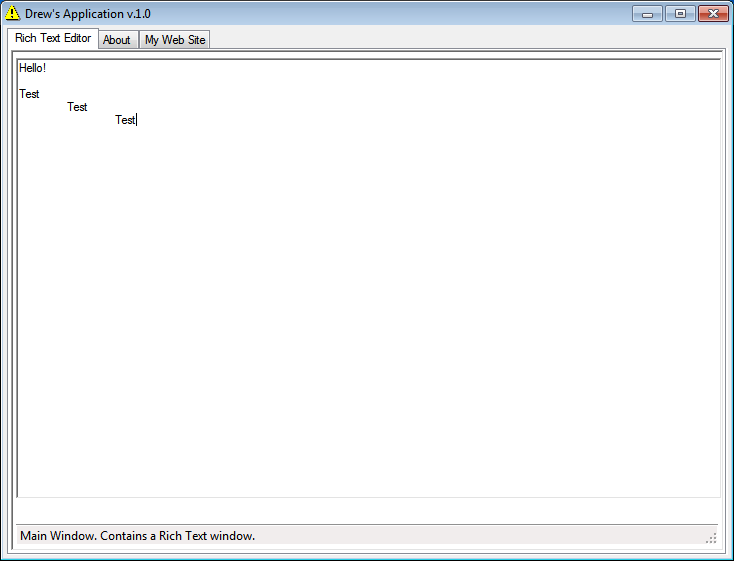 Drew's Application v.1.0
Rich Text Editor About My Web Site
Hello!
Test
Test
Test
Main Window. Contains a Rich Text window.